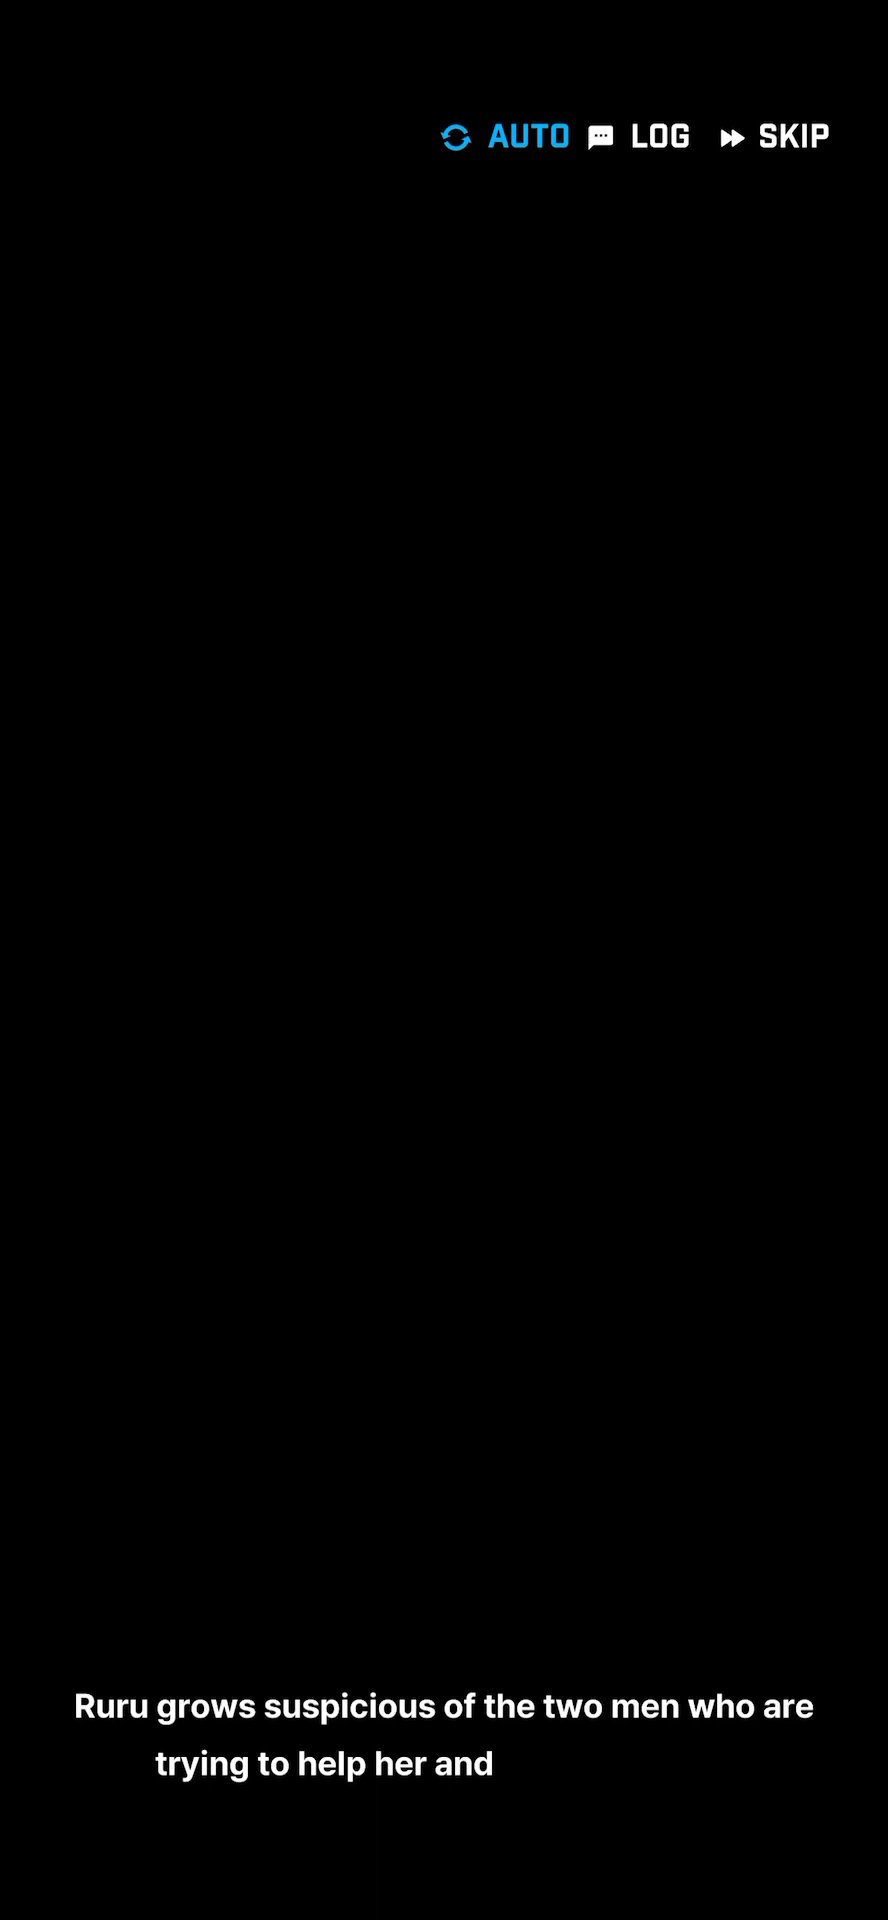 AUTO LOG SKIP
Ruru grows suspicious of the two men who are
trying to help her and